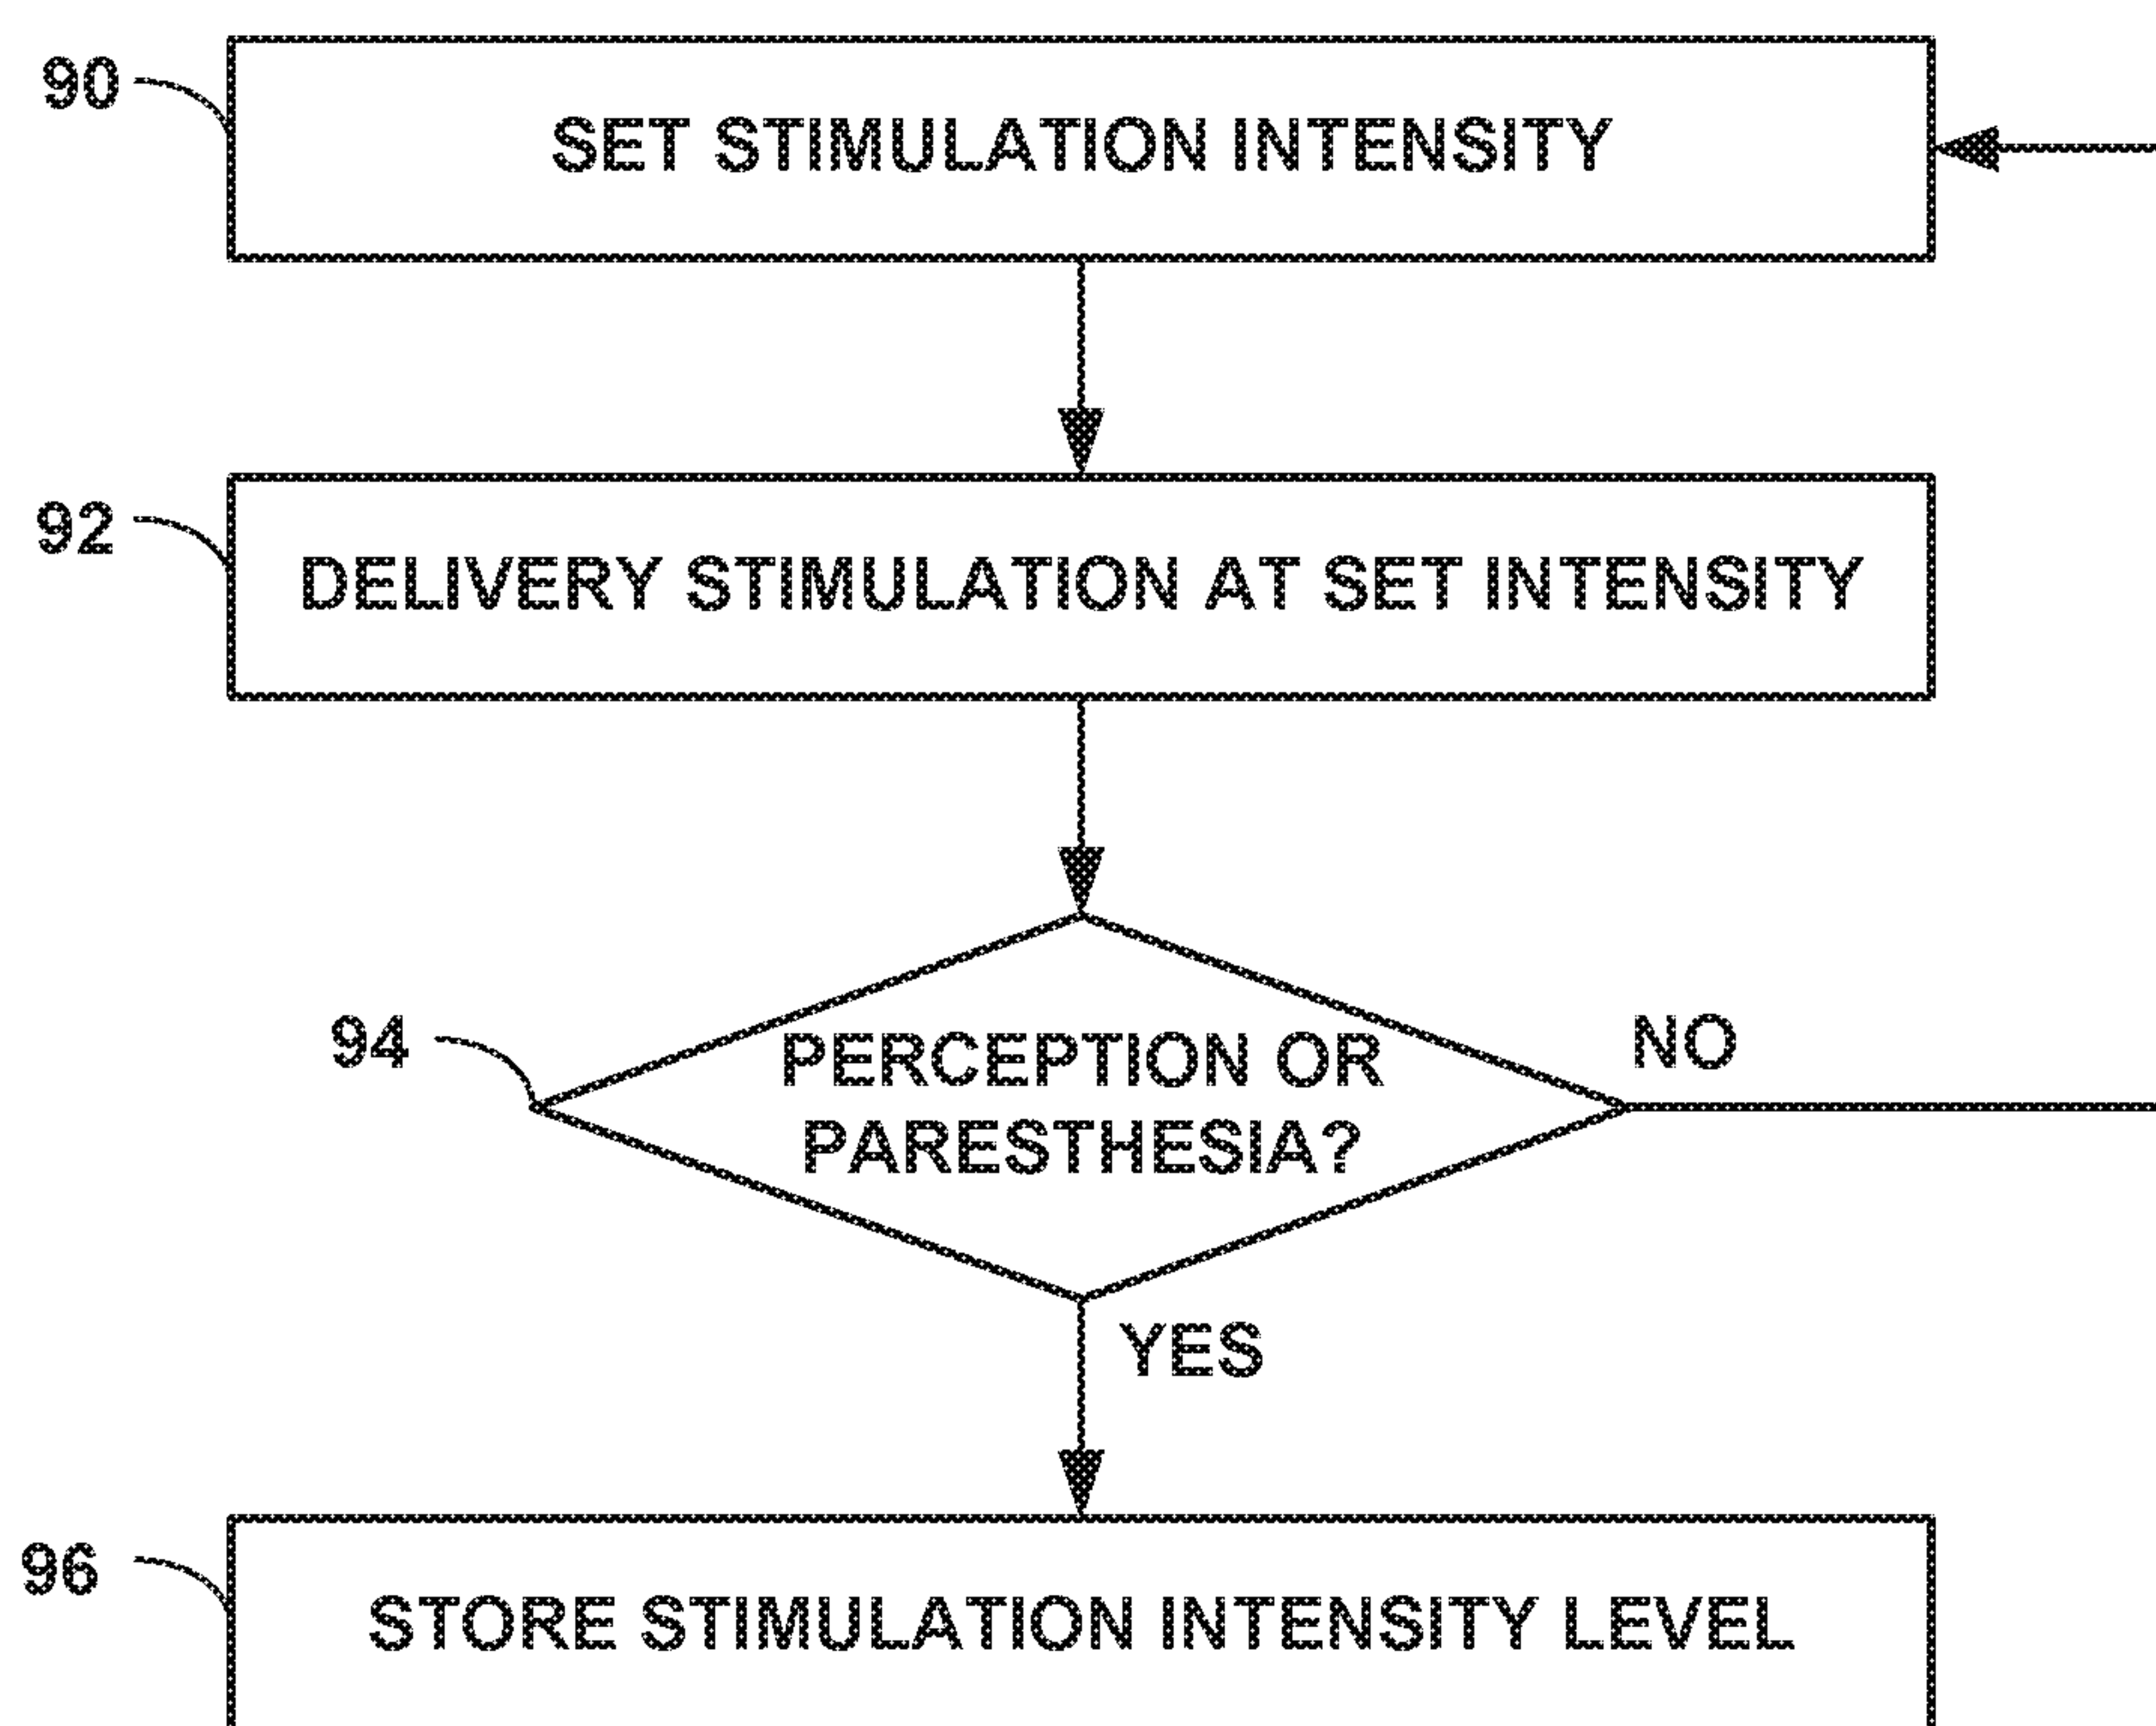 90
SET STIMULATION INTENSITY
92
DELIVERY STIMULATION AT SET INTENSITY
94
PERCEPTION OR
PARESTHESIA?
NO
YES
96
STORE STIMULATION INTENSITY LEVEL